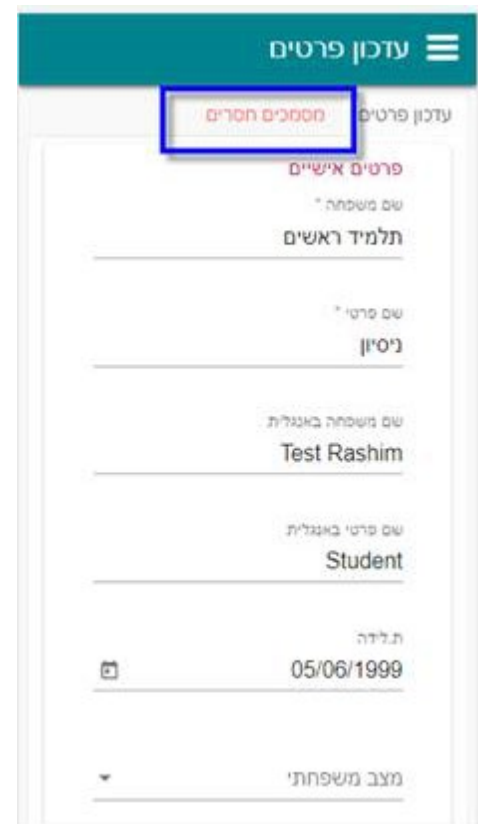 עדכון פרטים
עדכון פרטים מסמכים חסרים
פרטים אישיים
שם משפחה *
תלמיד ראשים
שם פרטי *
ניסיון
שם משפחה באנגלית
Test Rashim
שם פרטי באנגלית
Student
ת.לידה
05/06/1999
מצב משפחתי